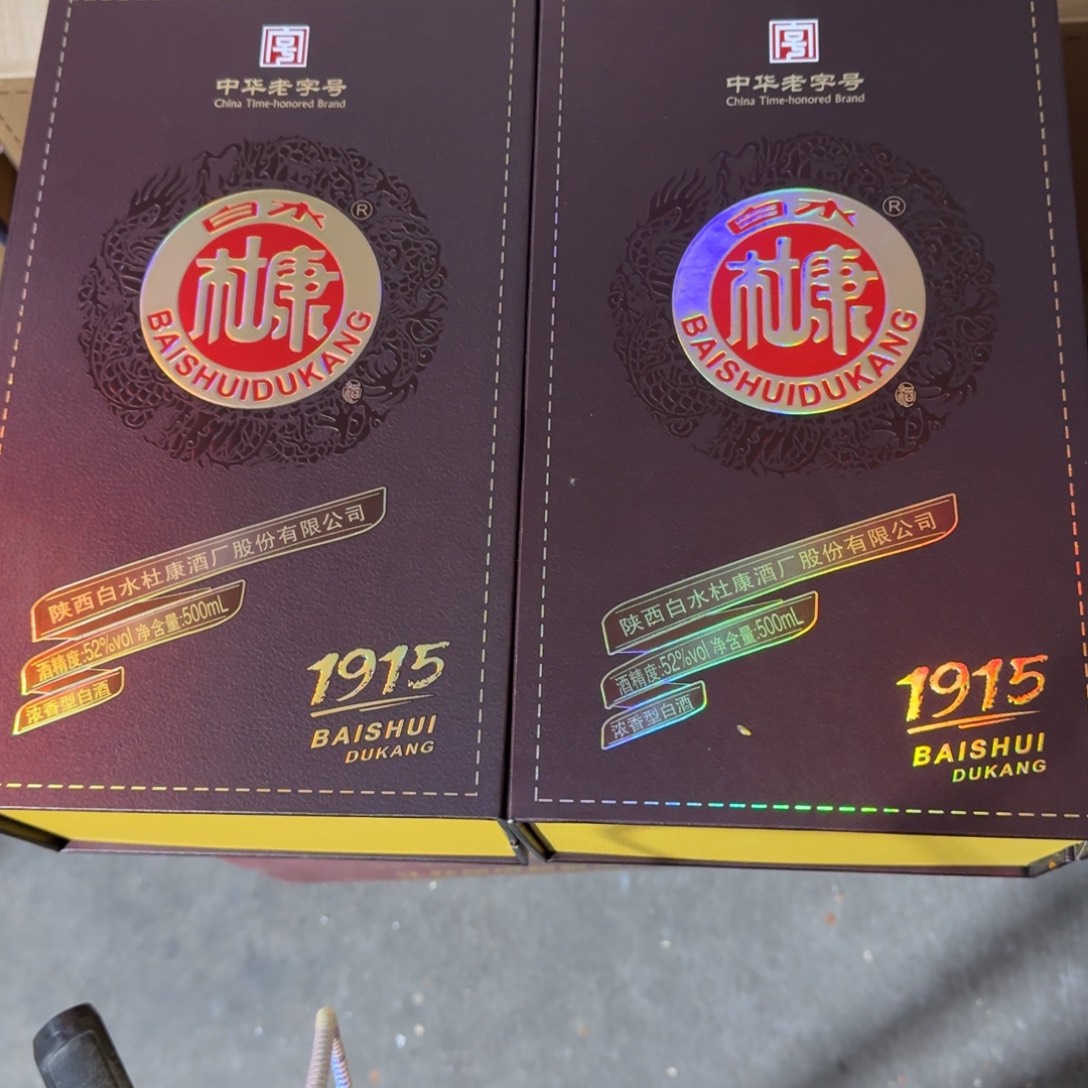 中华老字号
China Time-honored Brand
白水
®
杜康
BAISHUIDUKANG
陕西白水杜康酒厂股份有限公司
酒精度:52%vol 净含量:500mL
浓香型白酒
1915
BAISHUI
DUKANG
中华老字号
China Time-honored Brand
白水
®
杜康
BAISHUIDUKANG
陕西白水杜康酒厂股份有限公司
酒精度:52%vol 净含量:500mL
浓香型白酒
1915
BAISHUI
DUKANG